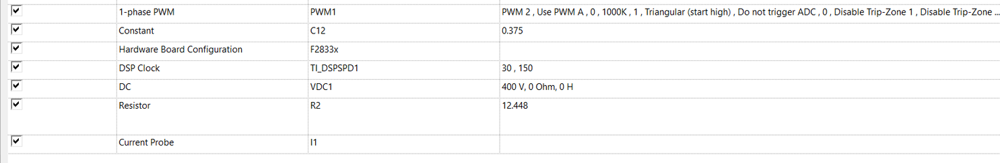 1-phase PWM PWM1 PWM 2 , Use PWM A , 0 , 1000K , 1 , Triangular (start high) , Do not trigger ADC , 0 , Disable Trip-Zone 1 , Disable Trip-Zone ...
Constant C12 0.375
Hardware Board Configuration F2833x
DSP Clock TI_DSPSPD1 30 , 150
DC VDC1 400 V, 0 Ohm, 0 H
Resistor R2 12.448
Current Probe I1